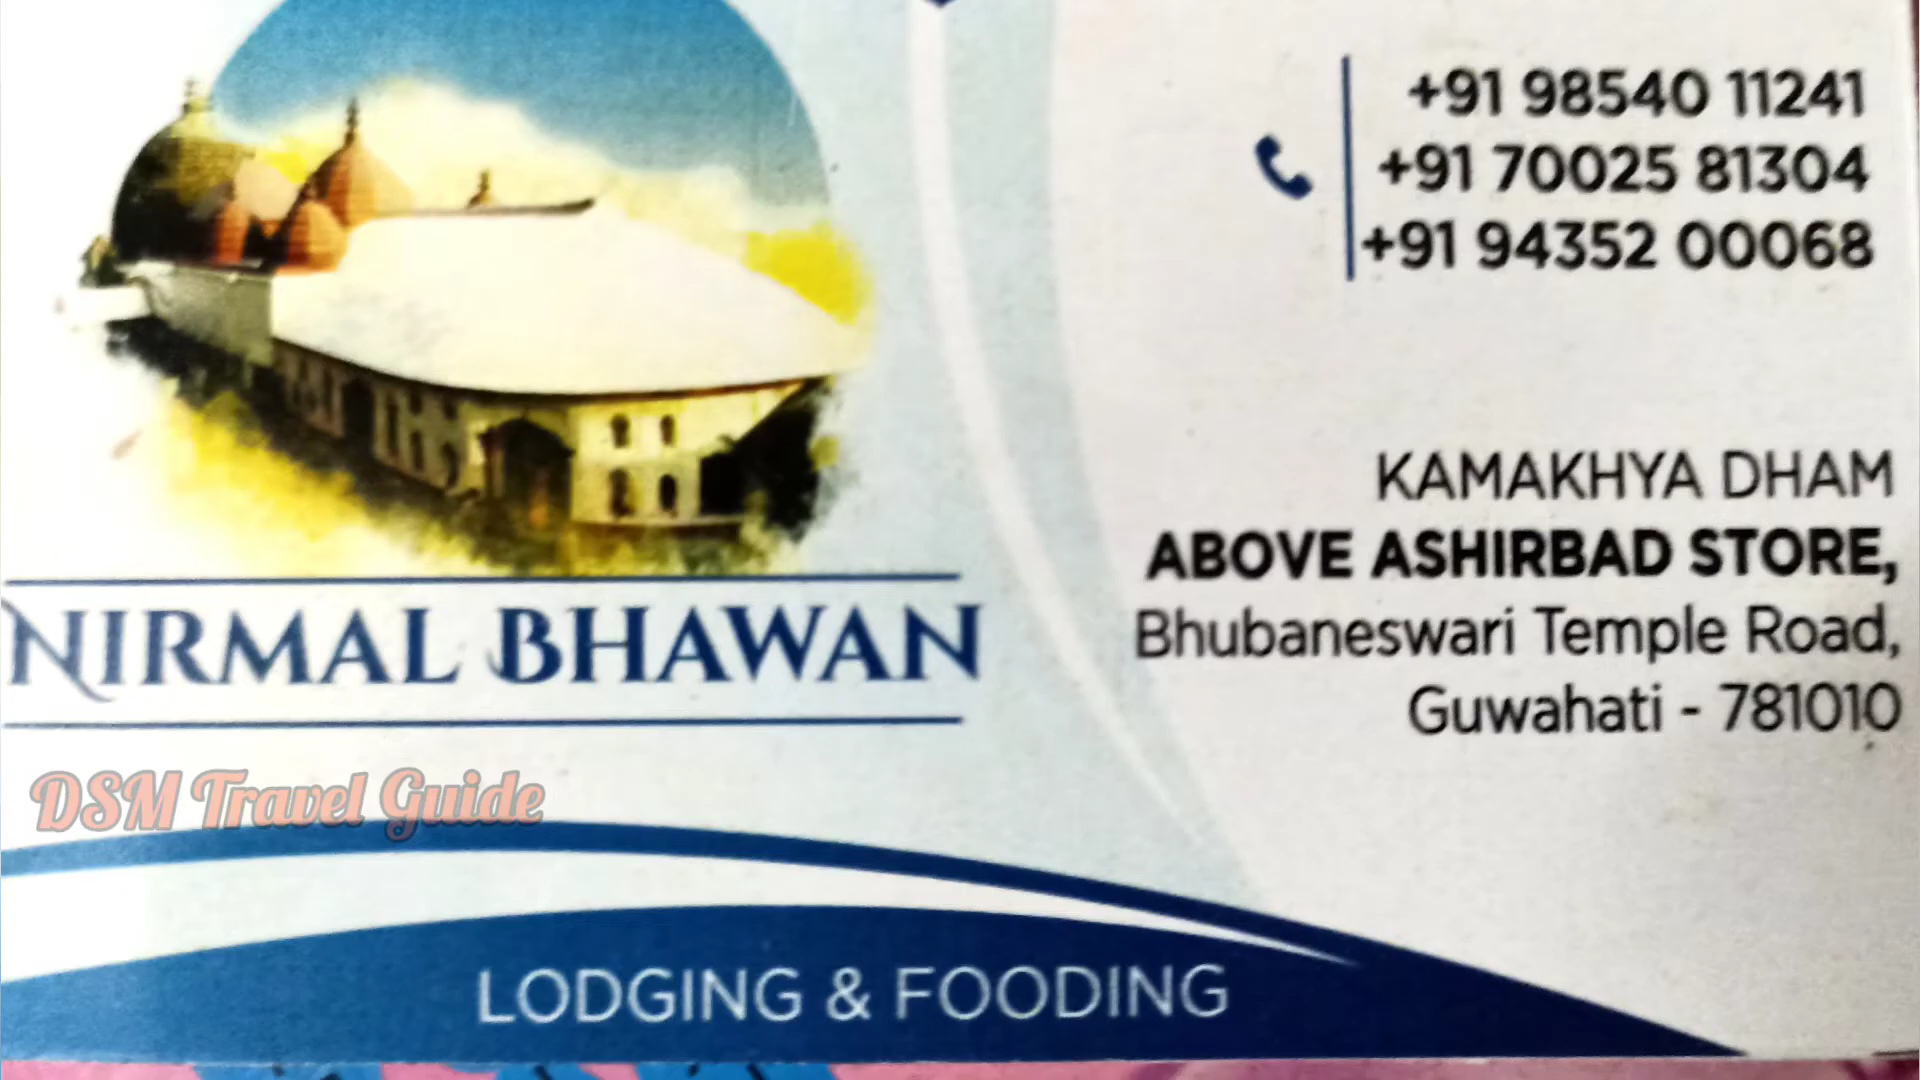 +91 98540 11241
+91 70025 81304
+91 94352 00068
KAMAKHYA DHAM
ABOVE ASHIRBAD STORE,
Bhubaneswari Temple Road,
Guwahati - 781010
NIRMAL BHAWAN
DSM Travel Guide
LODGING & FOODING